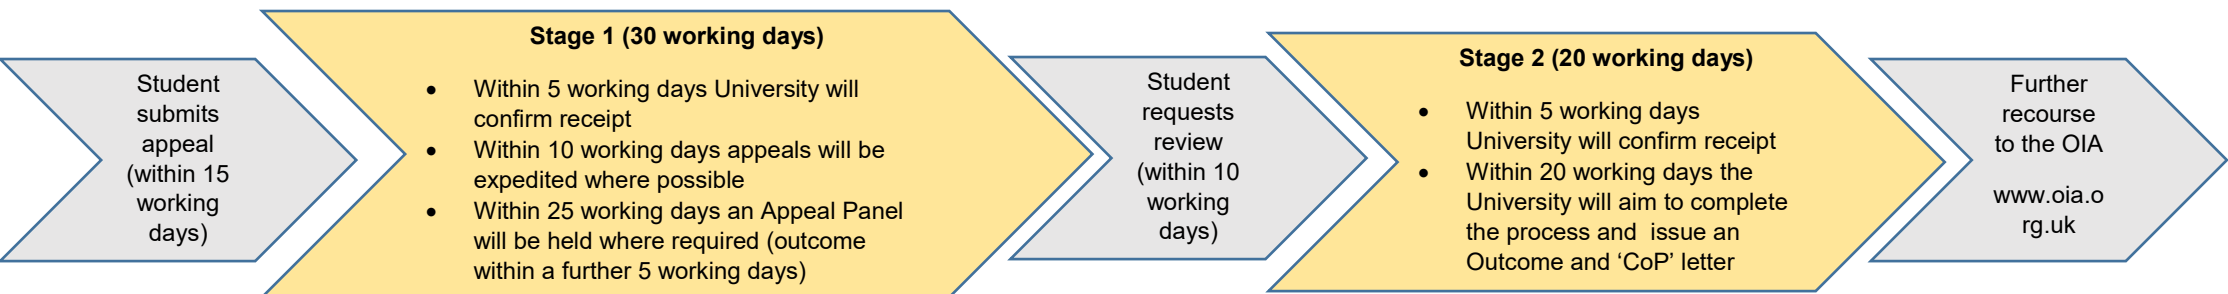 Student
submits
appeal
(within 15
working
days)
Stage 1 (30 working days)
• Within 5 working days University will
confirm receipt
• Within 10 working days appeals will be
expedited where possible
• Within 25 working days an Appeal Panel
will be held where required (outcome
within a further 5 working days)
Student
requests
review
(within 10
working
days)
Stage 2 (20 working days)
• Within 5 working days
University will confirm receipt
• Within 20 working days the
University will aim to complete
the process and  issue an
Outcome and ‘CoP’ letter
Further
recourse
to the OIA
www.oia.o
rg.uk